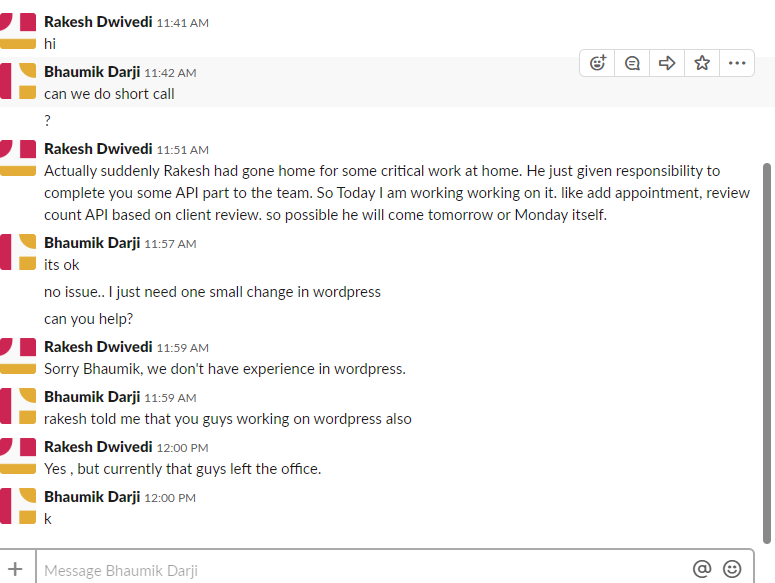 Rakesh Dwivedi 11:41 AM
hi
Bhaumik Darji 11:42 AM
can we do short call
?
Rakesh Dwivedi 11:51 AM
Actually suddenly Rakesh had gone home for some critical work at home. He just given responsibility to
complete you some API part to the team. So Today I am working working on it. like add appointment, review
count API based on client review. so possible he will come tomorrow or Monday itself.
Bhaumik Darji 11:57 AM
its ok
no issue.. I just need one small change in wordpress
can you help?
Rakesh Dwivedi 11:59 AM
Sorry Bhaumik, we don't have experience in wordpress.
Bhaumik Darji 11:59 AM
rakesh told me that you guys working on wordpress also
Rakesh Dwivedi 12:00 PM
Yes , but currently that guys left the office.
Bhaumik Darji 12:00 PM
k
Message Bhaumik Darji